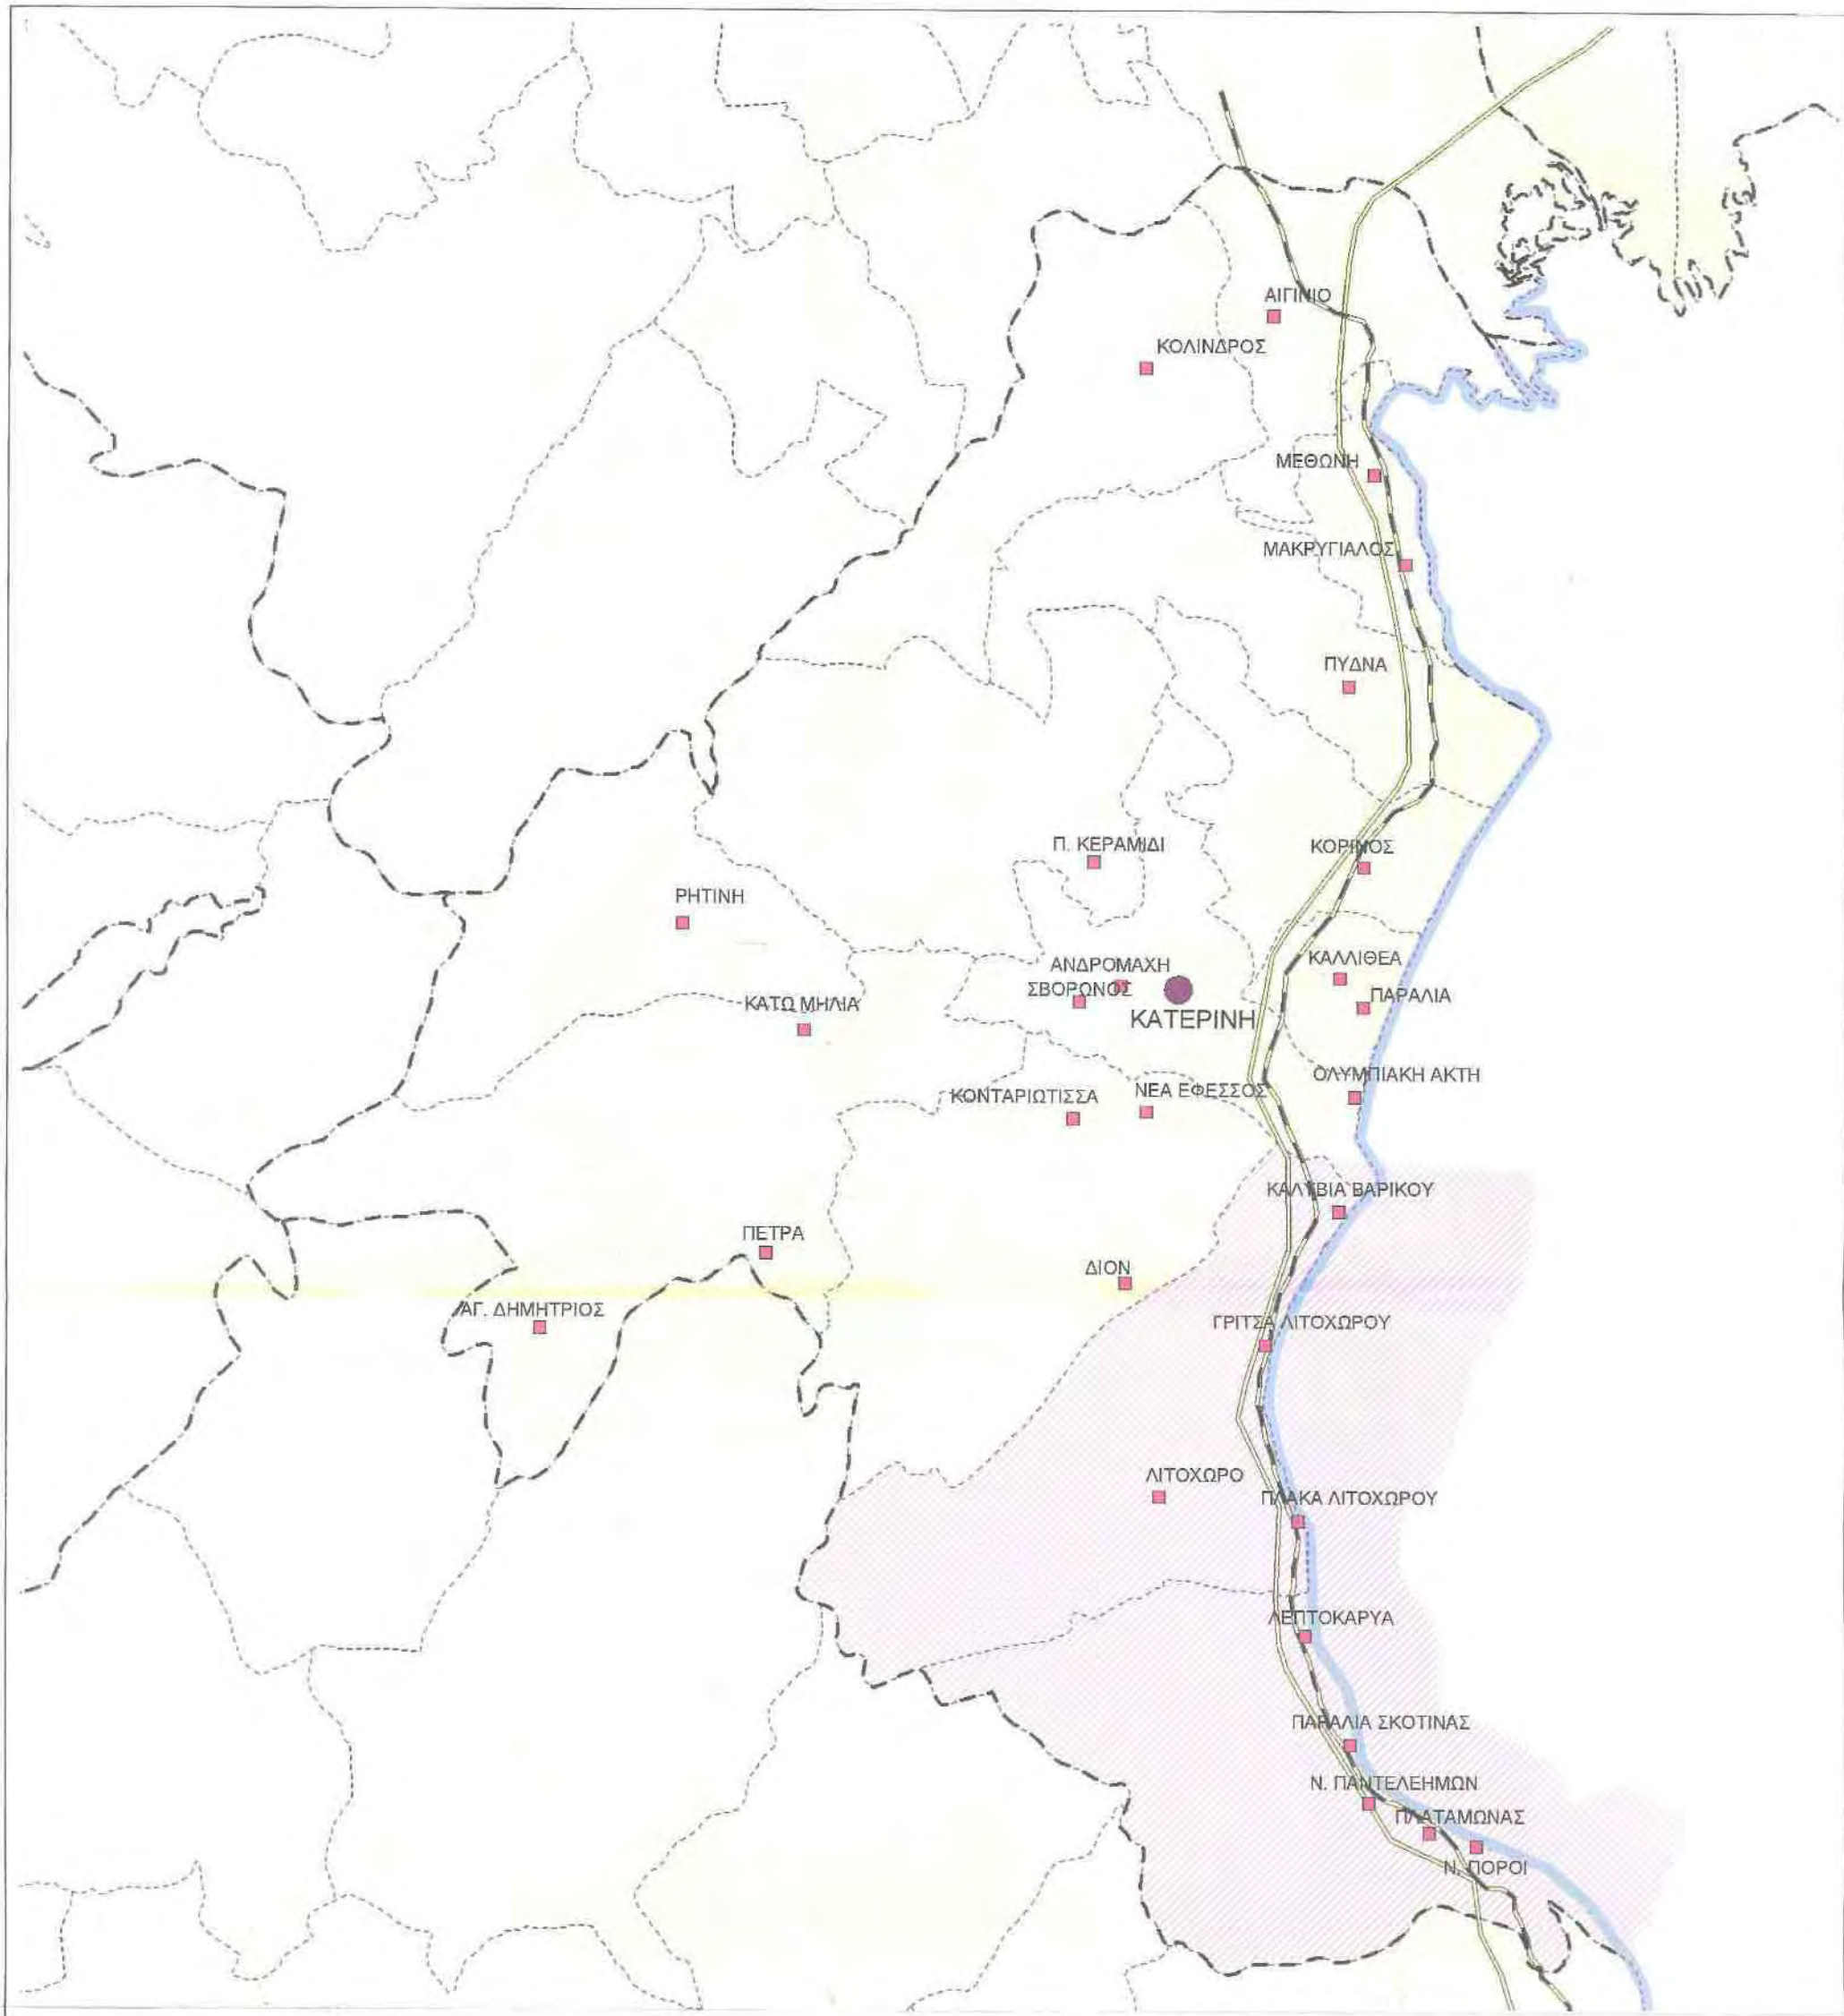 ΑΙΓΙΝΙΟ
ΚΟΛΙΝΔΡΟΣ
ΜΕΘΩΝΗ
ΜΑΚΡΥΓΙΑΛΟΣ
ΠΥΔΝΑ
Π. ΚΕΡΑΜΙΔΙ
ΚΟΡΙΝΟΣ
ΡΗΤΙΝΗ
ΑΝΔΡΟΜΑΧΗ
ΚΑΛΛΙΘΕΑ
ΣΒΟΡΩΝΟΣ
ΠΑΡΑΛΙΑ
ΚΑΤΩ ΜΗΛΙΑ
ΚΑΤΕΡΙΝΗ
ΟΛΥΜΠΙΑΚΗ ΑΚΤΗ
ΚΟΝΤΑΡΙΩΤΙΣΣΑ
ΝΕΑ ΕΦΕΣΣΟΣ
ΚΑΛΥΒΙΑ ΒΑΡΙΚΟΥ
ΠΕΤΡΑ
ΔΙΟΝ
ΑΓ. ΔΗΜΗΤΡΙΟΣ
ΓΡΙΤΣΑ ΛΙΤΟΧΩΡΟΥ
ΛΙΤΟΧΩΡΟ
ΠΛΑΚΑ ΛΙΤΟΧΩΡΟΥ
ΛΕΠΤΟΚΑΡΥΑ
ΠΑΡΑΛΙΑ ΣΚΟΤΙΝΑΣ
Ν. ΠΑΝΤΕΛΕΗΜΩΝ
ΠΛΑΤΑΜΩΝΑΣ
Ν. ΠΟΡΟΙ